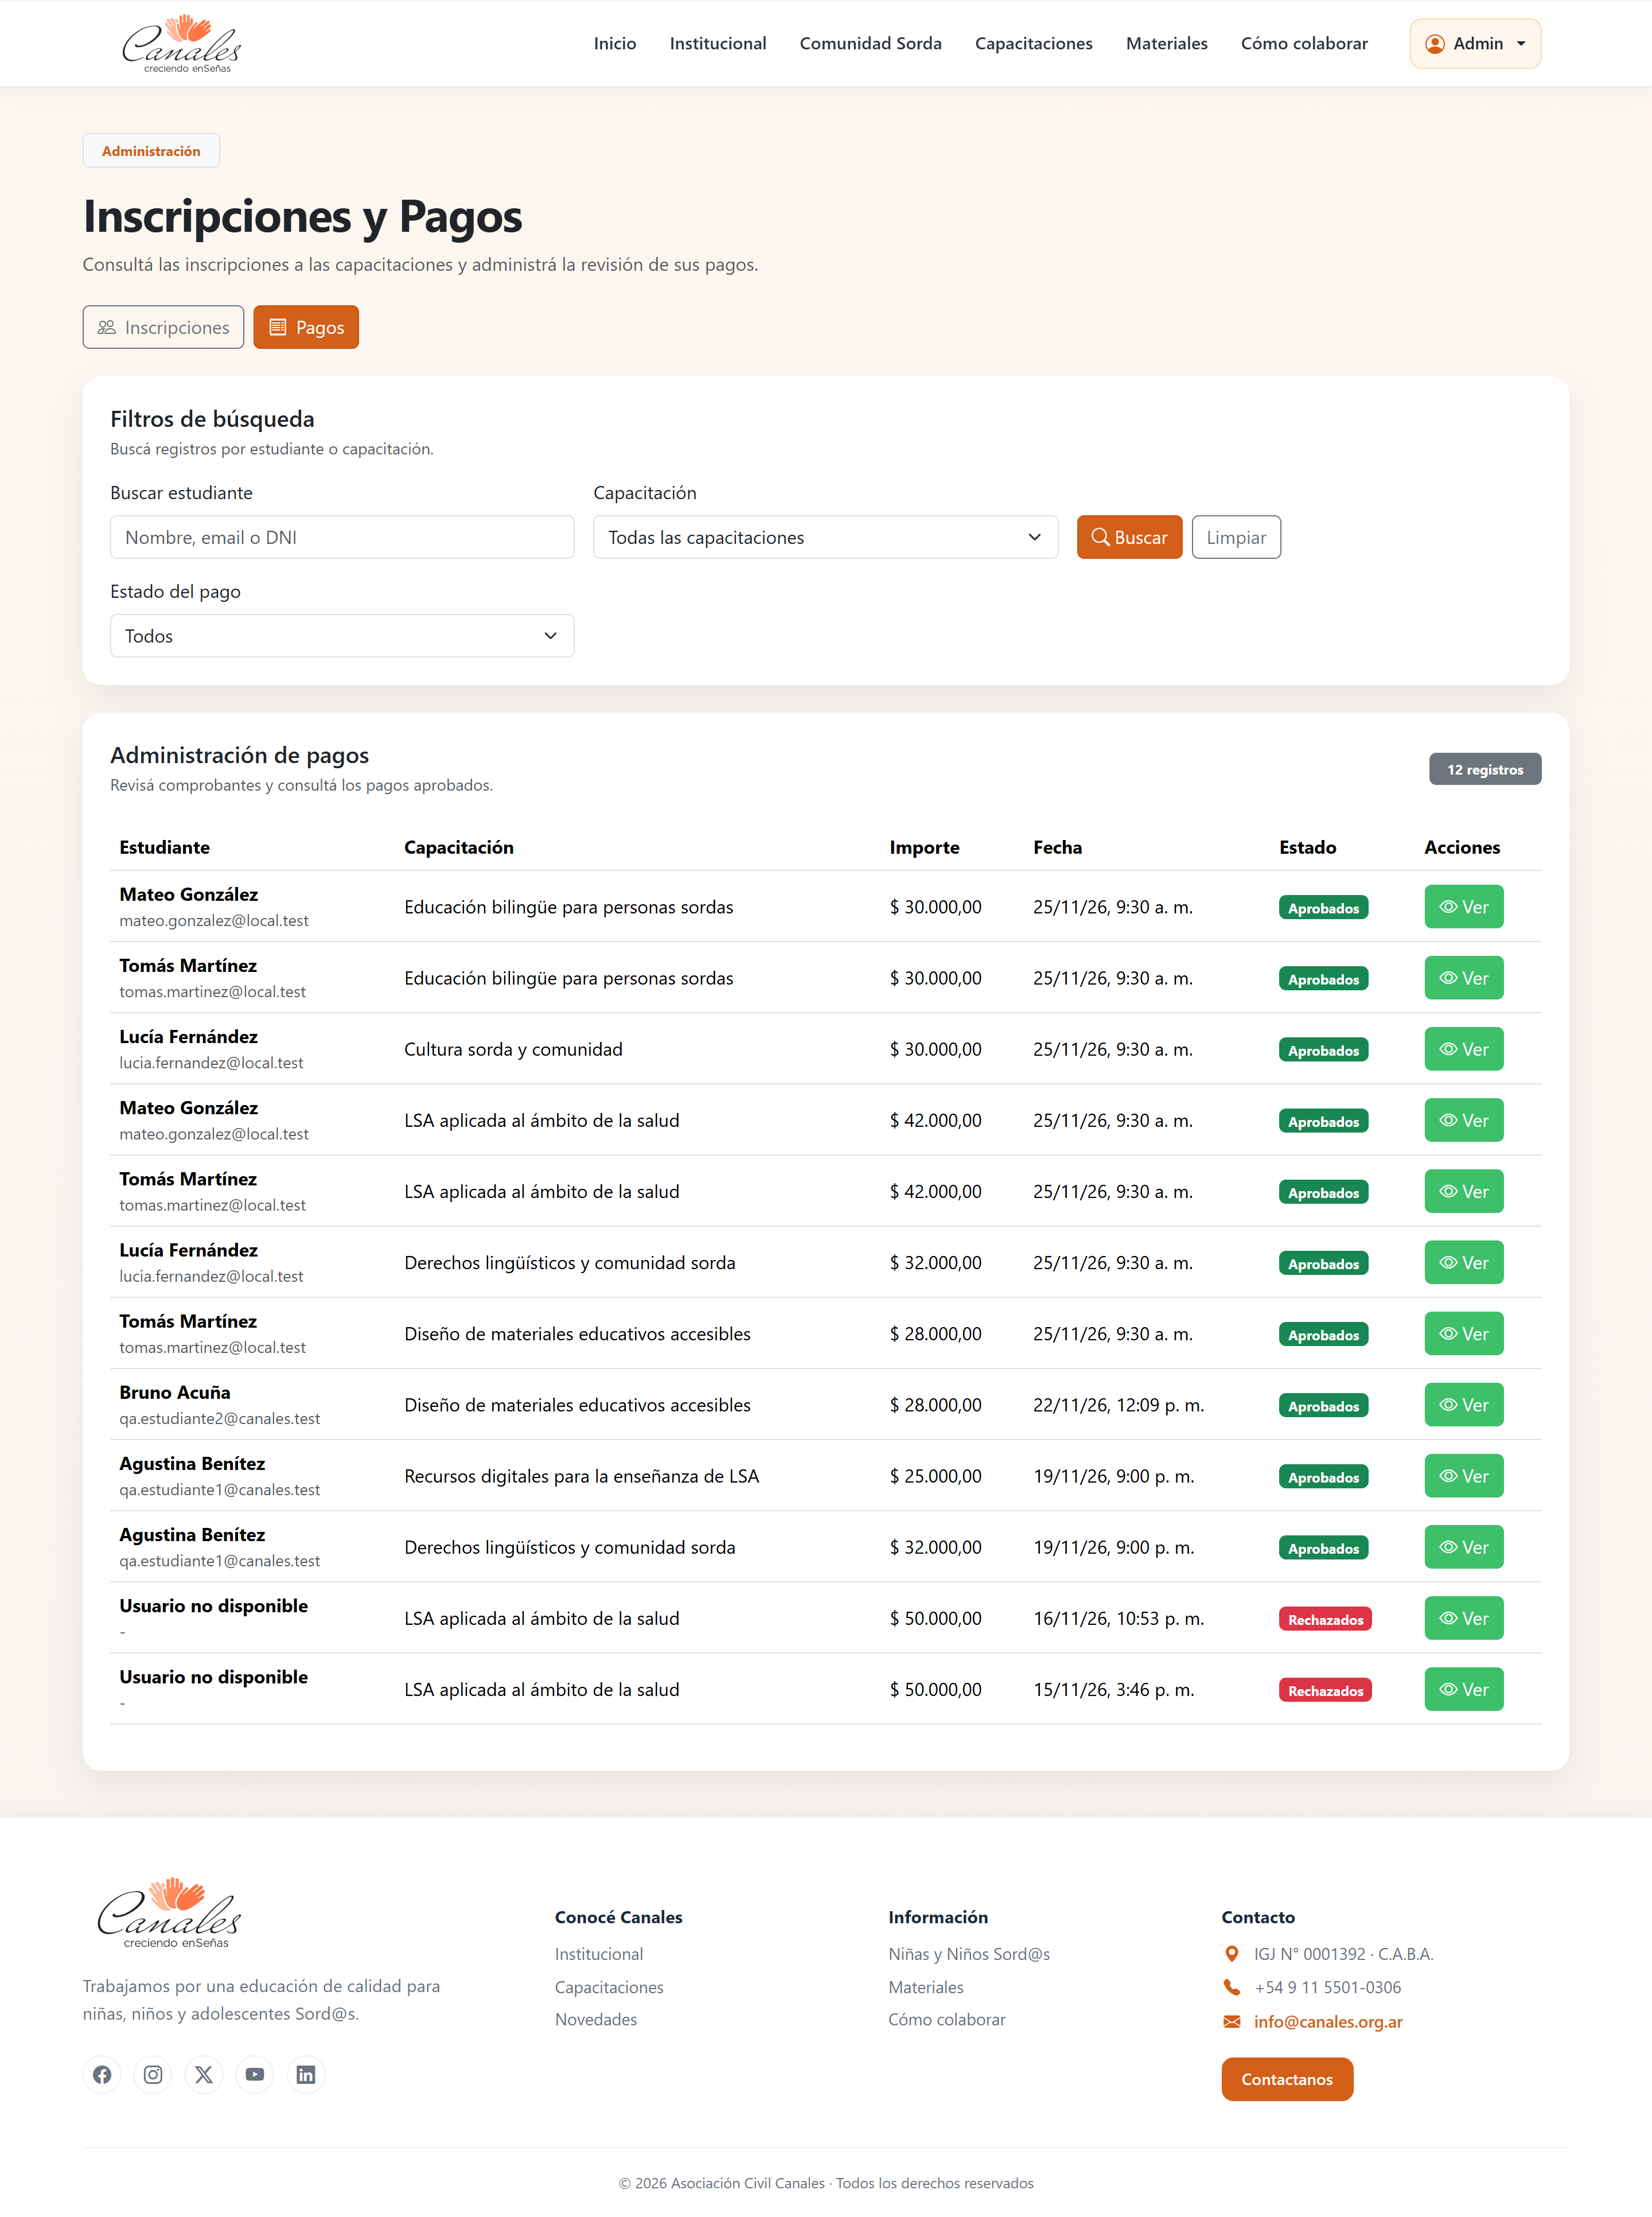 Canales
creciendo enSeñas
Inicio
Institucional
Comunidad Sorda
Capacitaciones
Materiales
Cómo colaborar
Admin
Administración
Inscripciones y Pagos
Consultá las inscripciones a las capacitaciones y administrá la revisión de sus pagos.
Inscripciones
Pagos
Filtros de búsqueda
Buscá registros por estudiante o capacitación.
Buscar estudiante
Capacitación
Nombre, email o DNI
Todas las capacitaciones
Buscar
Limpiar
Estado del pago
Todos
Administración de pagos
Revisá comprobantes y consultá los pagos aprobados.
12 registros
Estudiante Capacitación Importe Fecha Estado Acciones
Mateo González
mateo.gonzalez@local.test
Educación bilingüe para personas sordas $ 30.000,00 25/11/26, 9:30 a. m. Aprobados Ver
Tomás Martínez
tomas.martinez@local.test
Educación bilingüe para personas sordas $ 30.000,00 25/11/26, 9:30 a. m. Aprobados Ver
Lucía Fernández
lucia.fernandez@local.test
Cultura sorda y comunidad $ 30.000,00 25/11/26, 9:30 a. m. Aprobados Ver
Mateo González
mateo.gonzalez@local.test
LSA aplicada al ámbito de la salud $ 42.000,00 25/11/26, 9:30 a. m. Aprobados Ver
Tomás Martínez
tomas.martinez@local.test
LSA aplicada al ámbito de la salud $ 42.000,00 25/11/26, 9:30 a. m. Aprobados Ver
Lucía Fernández
lucia.fernandez@local.test
Derechos lingüísticos y comunidad sorda $ 32.000,00 25/11/26, 9:30 a. m. Aprobados Ver
Tomás Martínez
tomas.martinez@local.test
Diseño de materiales educativos accesibles $ 28.000,00 25/11/26, 9:30 a. m. Aprobados Ver
Bruno Acuña
qa.estudiante2@canales.test
Diseño de materiales educativos accesibles $ 28.000,00 22/11/26, 12:09 p. m. Aprobados Ver
Agustina Benítez
qa.estudiante1@canales.test
Recursos digitales para la enseñanza de LSA $ 25.000,00 19/11/26, 9:00 p. m. Aprobados Ver
Agustina Benítez
qa.estudiante1@canales.test
Derechos lingüísticos y comunidad sorda $ 32.000,00 19/11/26, 9:00 p. m. Aprobados Ver
Usuario no disponible
-
LSA aplicada al ámbito de la salud $ 50.000,00 16/11/26, 10:53 p. m. Rechazados Ver
Usuario no disponible
-
LSA aplicada al ámbito de la salud $ 50.000,00 15/11/26, 3:46 p. m. Rechazados Ver
Canales
creciendo enSeñas
Trabajamos por una educación de calidad para
niñas, niños y adolescentes Sord@s.
Conocé Canales
Institucional
Capacitaciones
Novedades
Información
Niñas y Niños Sord@s
Materiales
Cómo colaborar
Contacto
IGJ N° 0001392 · C.A.B.A.
+54 9 11 5501-0306
info@canales.org.ar
Contactanos
© 2026 Asociación Civil Canales · Todos los derechos reservados